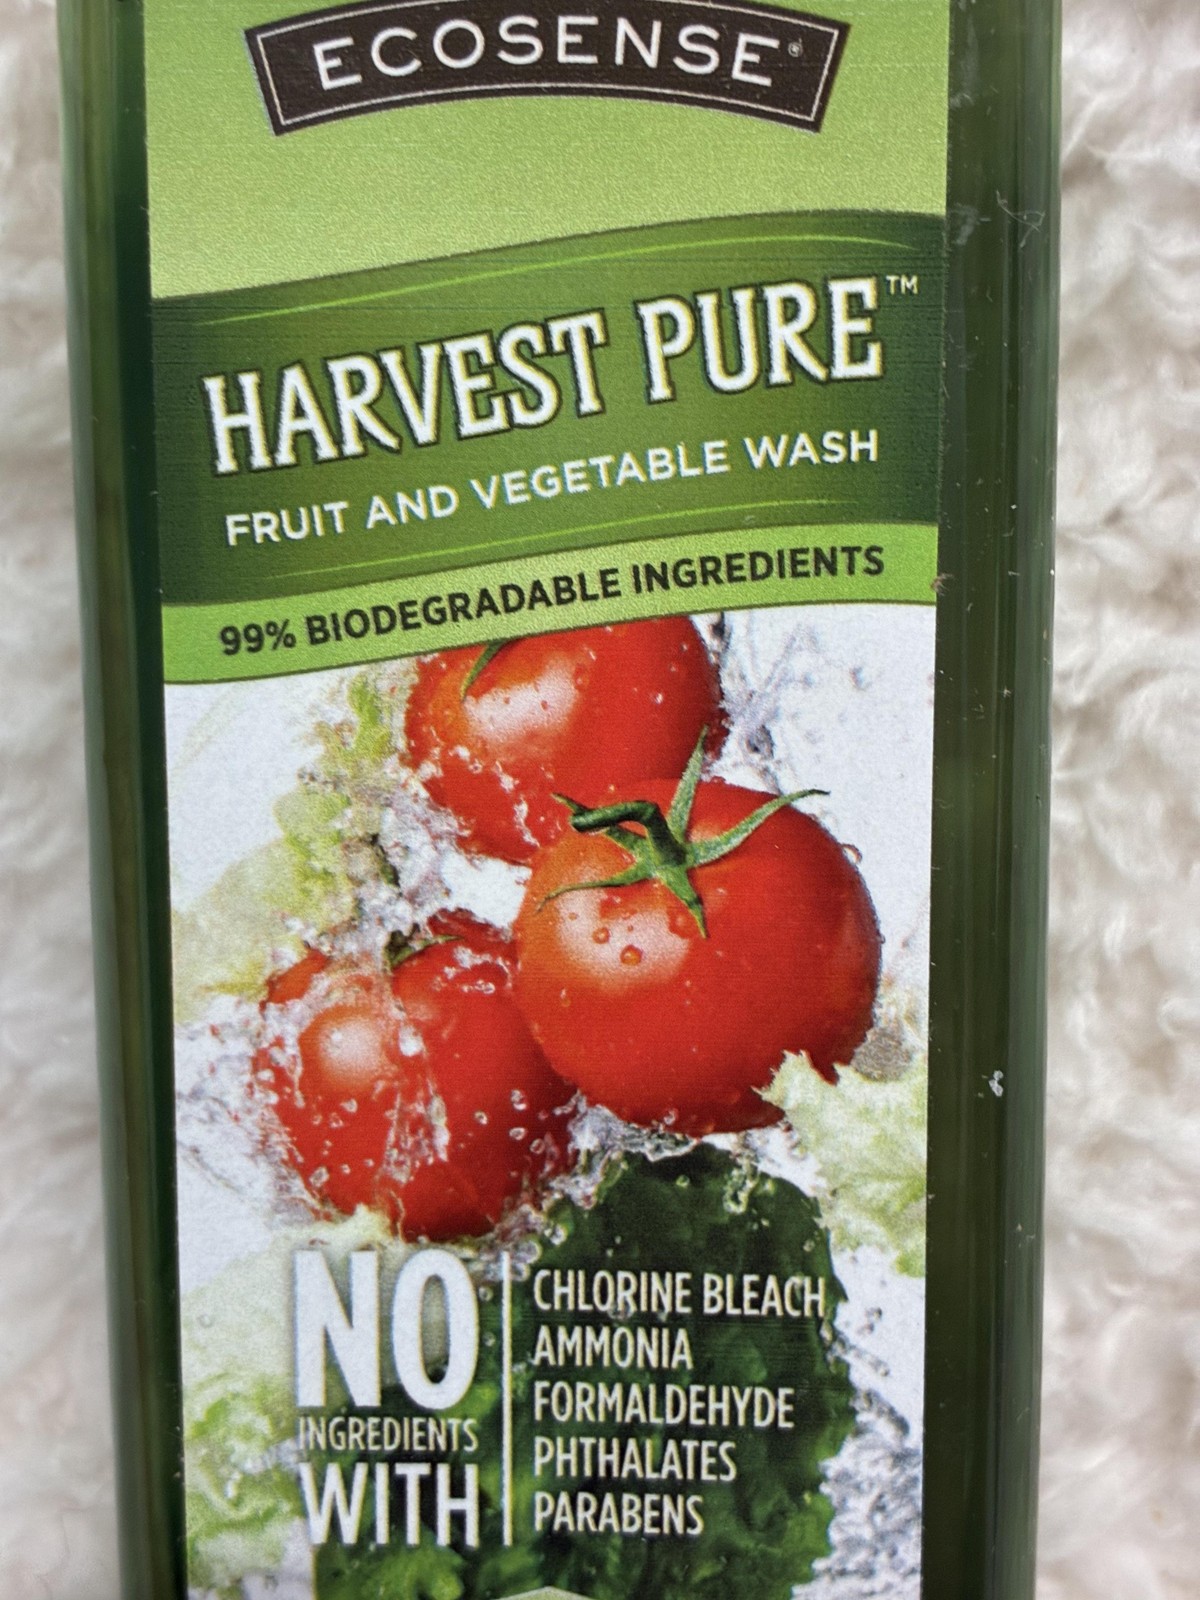 ECOSENSE®
HARVEST PURE™
FRUIT AND VEGETABLE WASH
99% BIODEGRADABLE INGREDIENTS
NO
INGREDIENTS
WITH
CHLORINE BLEACH
AMMONIA
FORMALDEHYDE
PHTHALATES
PARABENS